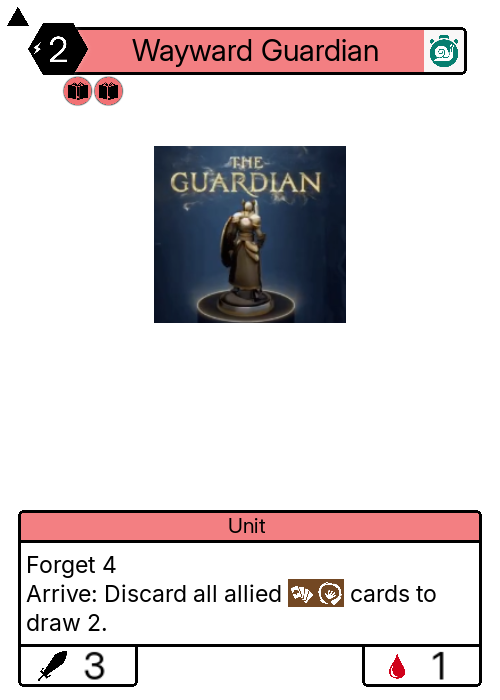 2
Wayward Guardian
THE
GUARDIAN
Unit
Forget 4
Arrive: Discard all allied cards to
draw 2.
3
1